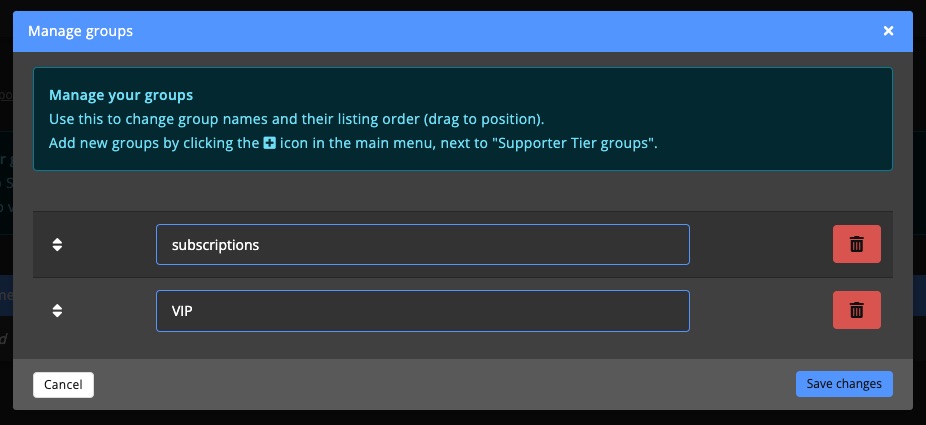 Manage groups
Manage your groups
Use this to change group names and their listing order (drag to position).
Add new groups by clicking the icon in the main menu, next to "Supporter Tier groups".
subscriptions
VIP
Cancel
Save changes